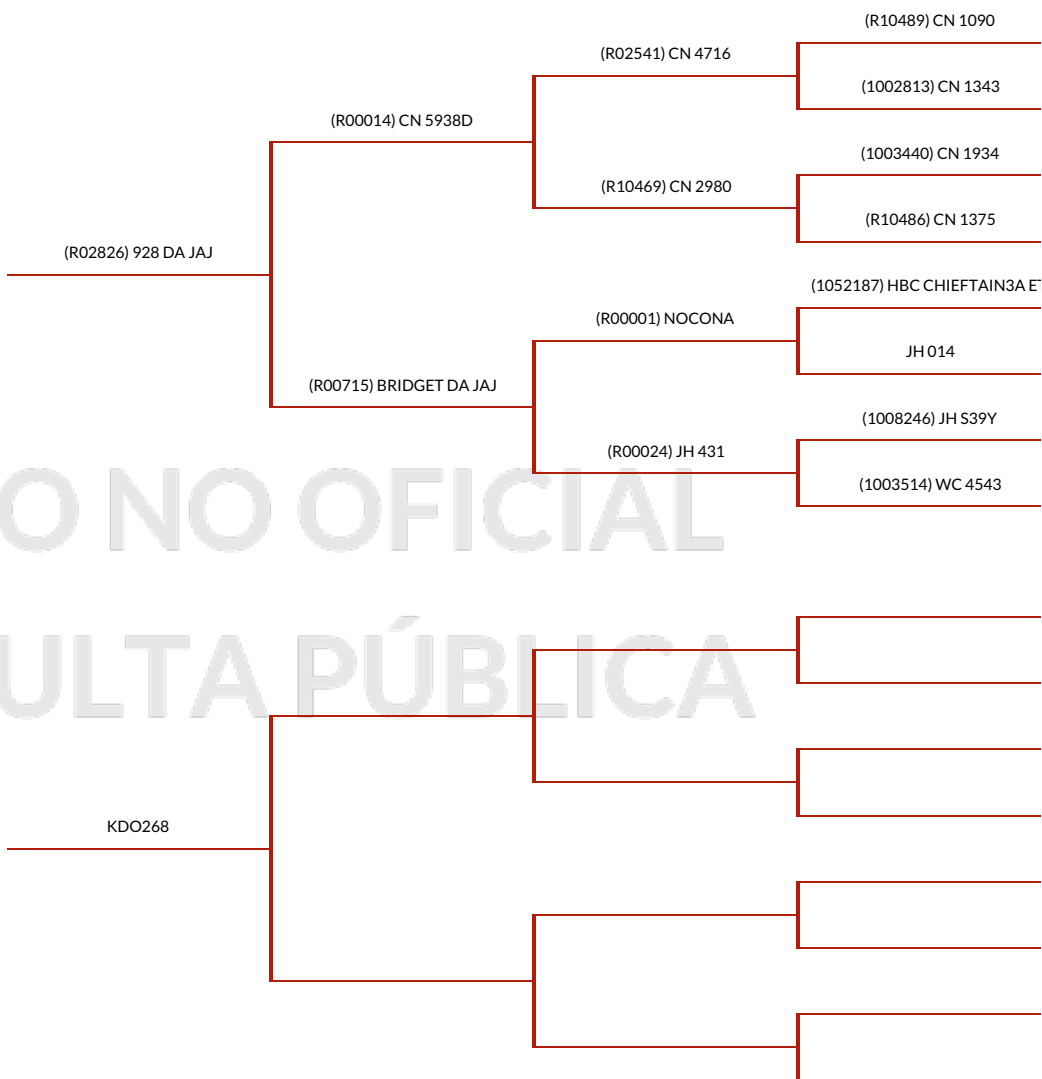 (R10489) CN 1090
(R02541) CN 4716
(1002813) CN 1343
(R00014) CN 5938D
(1003440) CN 1934
(R10469) CN 2980
(R10486) CN 1375
(R02826) 928 DA JAJ
(1052187) HBC CHIEFTAIN3A ET
(R00001) NOCONA
JH 014
(R00715) BRIDGET DA JAJ
(1008246) JH S39Y
(R00024) JH 431
(1003514) WC 4543
O NO OFICIAL
ULTA PÚBLICA
KDO268